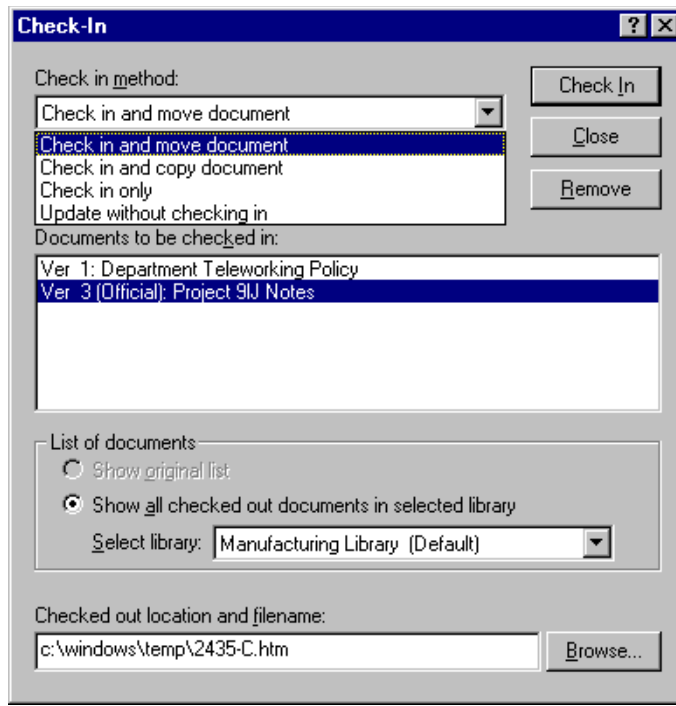 Check-In
Check in method:
Check In
Check in and move document
Check in and move document
Close
Check in and copy document
Check in only
Remove
Update without checking in
Documents to be checked in:
Ver 1: Department Teleworking Policy
Ver 3 (Official): Project 9IJ Notes
List of documents
Show original list
Show all checked out documents in selected library
Select library: Manufacturing Library (Default)
Checked out location and filename:
c:\windows\temp\2435-C.htm
Browse...